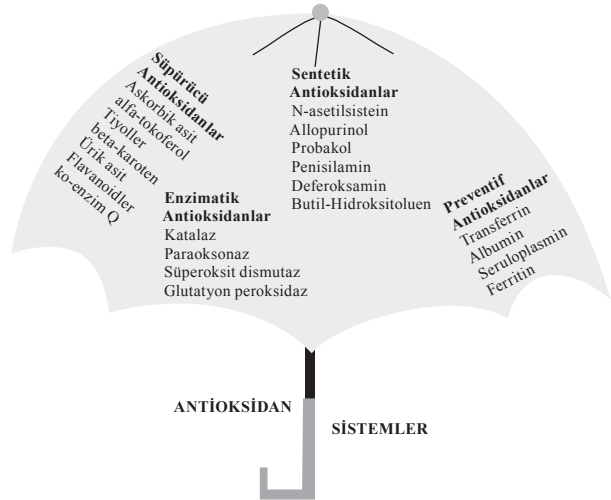 Süpürücü
Antioksidanlar
Askorbik asit
alfa-tokoferol
Tiyoller
beta-karoten
Ürik asit
Flavanoidler
ko-enzim Q
Enzimatik
Antioksidanlar
Katalaz
Paraoksonaz
Süperoksit dismutaz
Glutatyon peroksidaz
Sentetik
Antioksidanlar
N-asetilsistein
Allopurinol
Probakol
Penisilamin
Deferoksamin
Butil-Hidroksitoluen
Preventif
Antioksidanlar
Transferrin
Albumin
Seruloplasmin
Ferritin
ANTİOKSİDAN
SİSTEMLER